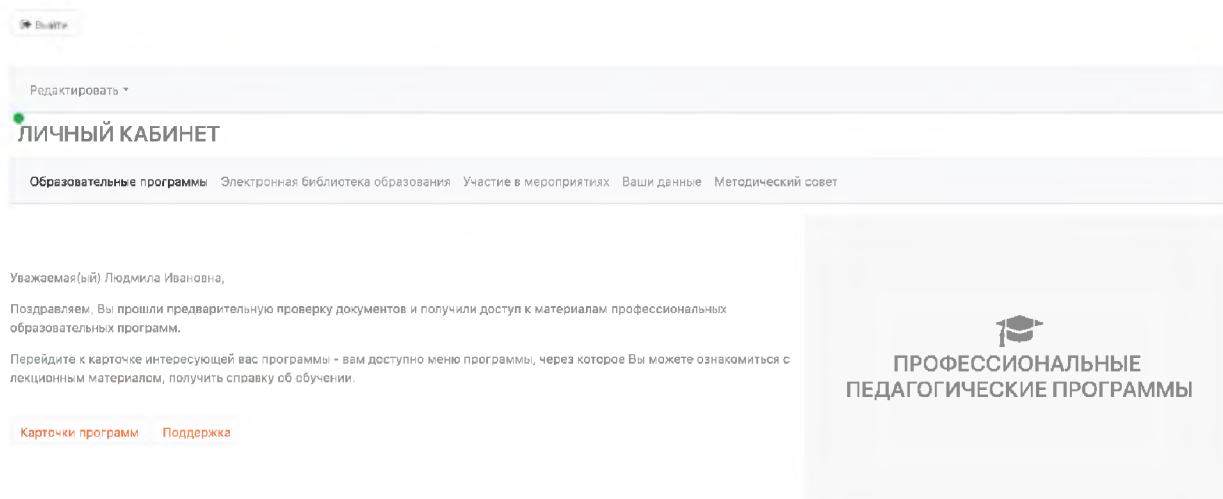 Выйти
Редактировать
ЛИЧНЫЙ КАБИНЕТ
Образовательные программы Электронная библиотека образования Участие в мероприятиях Ваши данные Методический совет
Уважаемая(ый) Людмила Ивановна,
Поздравляем, Вы прошли предварительную проверку документов и получили доступ к материалам профессиональных
образовательных программ.
Перейдите к карточке интересующей вас программы - вам доступно меню программы, через которое Вы можете ознакомиться с
лекционным материалом, получить справку об обучении.
Карточки программ Поддержка
ПРОФЕССИОНАЛЬНЫЕ
ПЕДАГОГИЧЕСКИЕ ПРОГРАММЫ